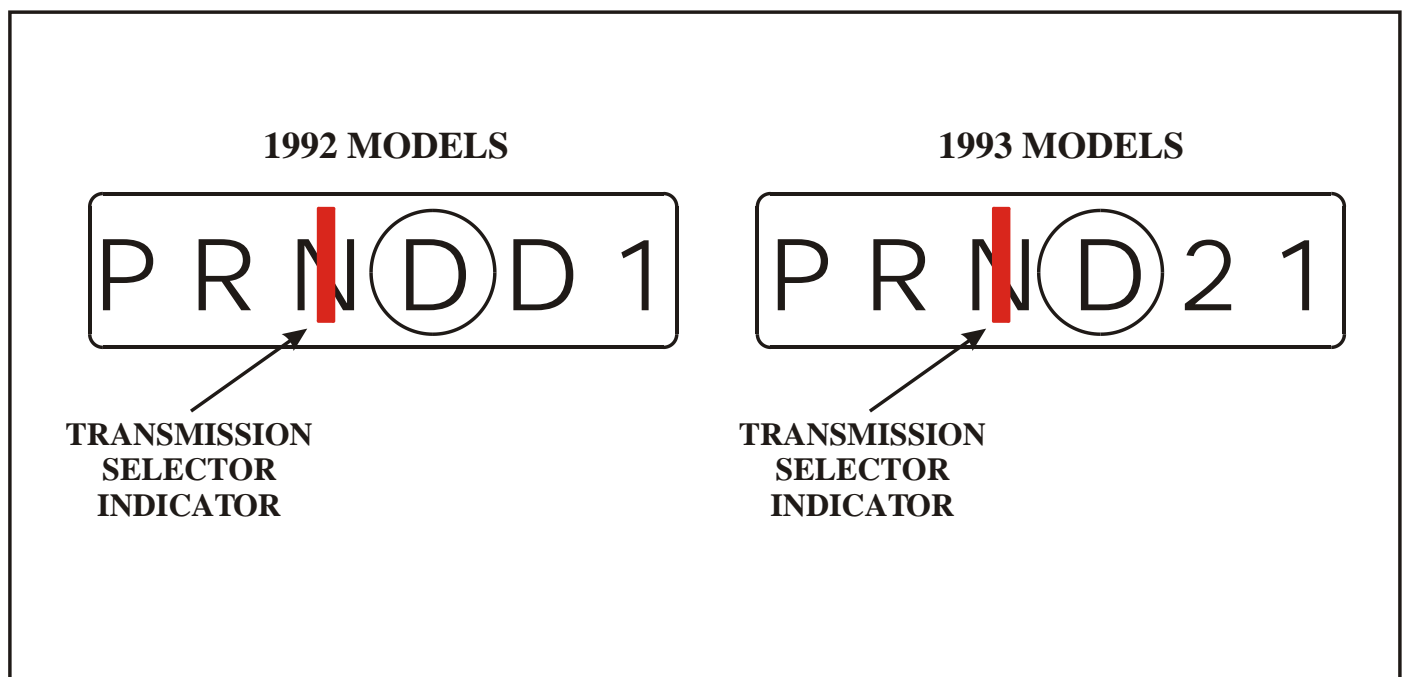 1992 MODELS
P R N D D 1
TRANSMISSION
SELECTOR
INDICATOR
1993 MODELS
P R N D 2 1
TRANSMISSION
SELECTOR
INDICATOR